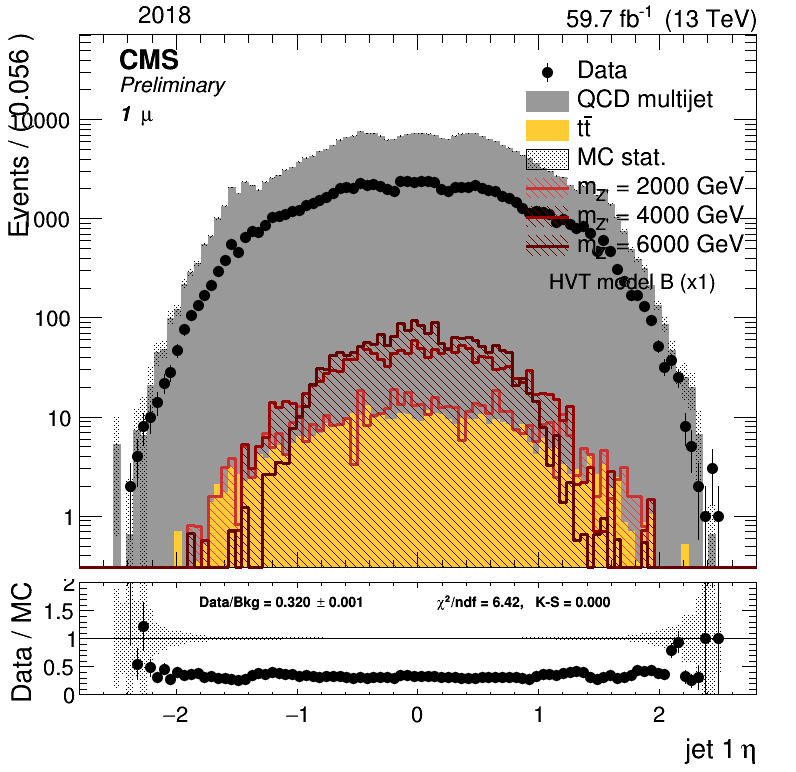 2018
59.7 fb⁻¹ (13 TeV)
CMS
Preliminary
1 μ
Data
QCD multijet
tt̄
MC stat.
m_Z' = 2000 GeV
m_Z' = 4000 GeV
m_Z' = 6000 GeV
HVT model B (x1)
Events / ( 0.056 )
10000
1000
100
10
1
Data/Bkg = 0.320 ± 0.001
χ²/ndf = 6.42, K-S = 0.000
Data / MC
2
1.5
1
0.5
0
−2
−1
0
1
2
jet 1 η